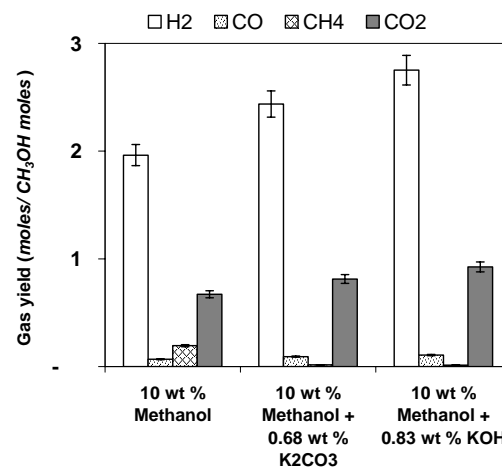 H2 CO CH4 CO2
Gas yield (moles/ CH3OH moles)
3
2
1
-
10 wt %
Methanol
10 wt %
Methanol +
0.68 wt %
K2CO3
10 wt %
Methanol +
0.83 wt % KOH